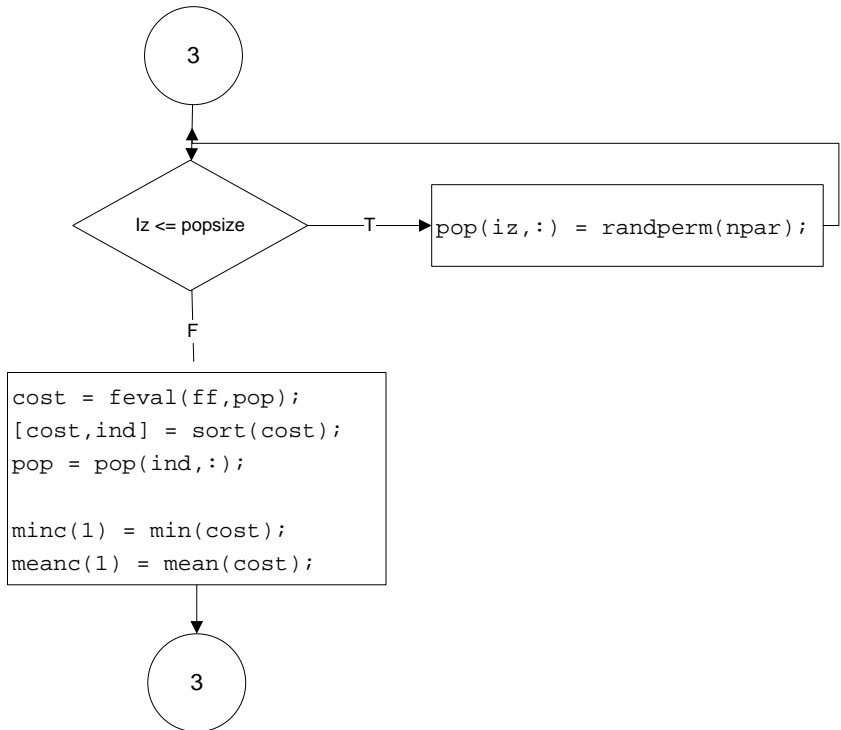 3
Iz <= popsize
T
pop(iz,:) = randperm(npar);
F
cost = feval(ff,pop);
[cost,ind] = sort(cost);
pop = pop(ind,:);
minc(1) = min(cost);
meanc(1) = mean(cost);
3